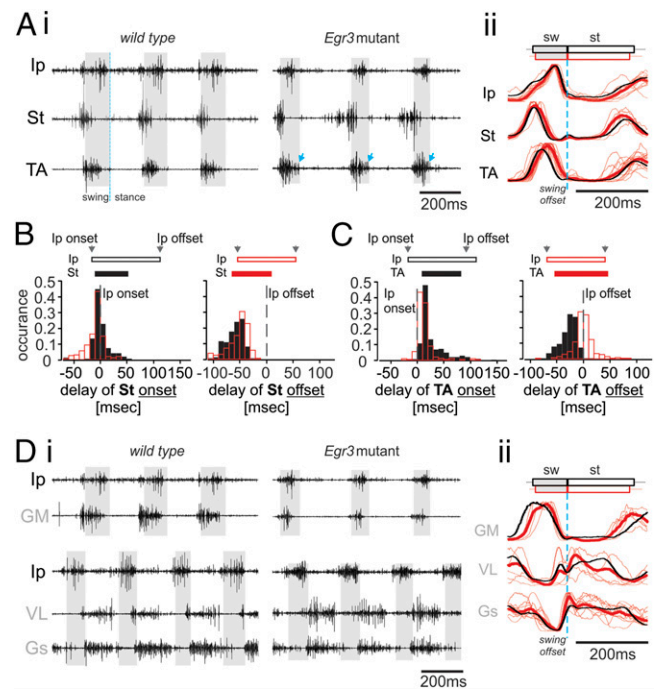 A i
wild type
Egr3 mutant
ii
sw st
Ip
St
TA
swing stance
200ms
Ip
St
TA
swing offset
200ms
B
Ip onset Ip offset
Ip
St
Ip
St
0.5
0.4
0.3
0.2
0.1
0
occurance
Ip onset
Ip offset
-50 0 50 100 150
delay of St onset
[msec]
-100 -50 0 50 100
delay of St offset
[msec]
C
Ip onset Ip offset
Ip
TA
Ip
TA
0.5
0.4
0.3
0.2
0.1
0
Ip onset
Ip offset
0 50 100 150
delay of TA onset
[msec]
-100 -50 0 50 100
delay of TA offset
[msec]
D i
wild type
Egr3 mutant
ii
sw st
Ip
GM
Ip
VL
Gs
200ms
GM
VL
Gs
swing offset
200ms